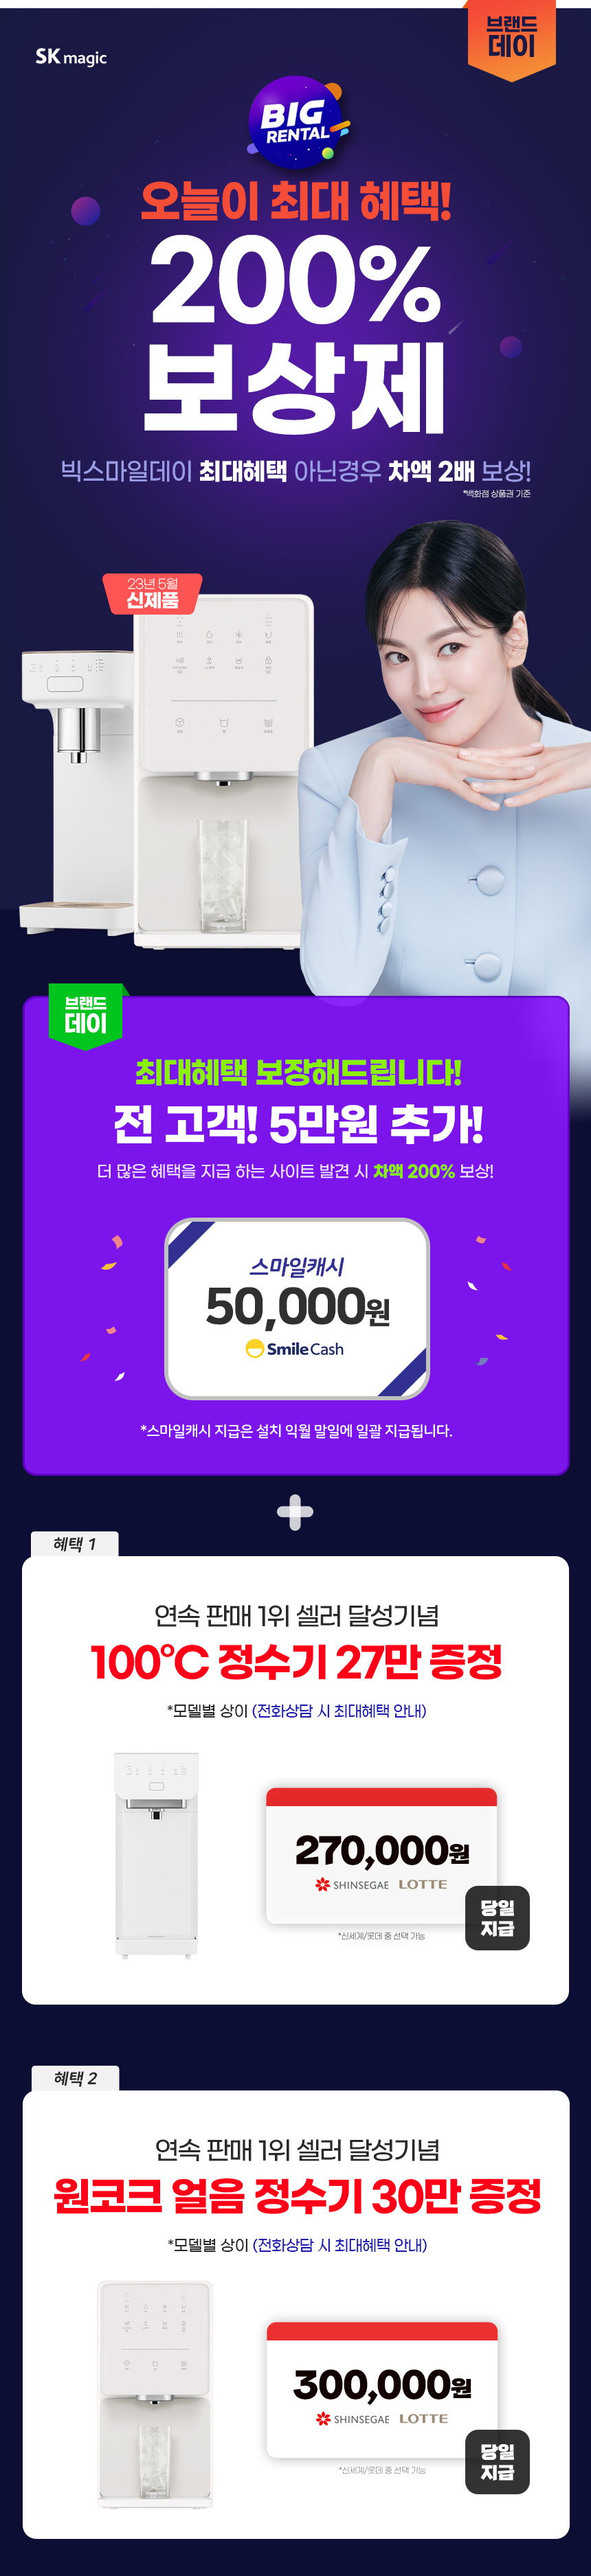 브랜드
데이
SK magic
BIG
RENTAL
오늘이 최대 혜택!
200%
보상제
빅스마일데이 최대혜택 아닌경우 차액 2배 보상!
*백화점 상품권 기준
23년 5월
신제품
브랜드
데이
최대혜택 보장해드립니다!
전 고객! 5만원 추가!
더 많은 혜택을 지급 하는 사이트 발견 시 차액 200% 보상!
스마일캐시
50,000원
Smile Cash
*스마일캐시 지급은 설치 익월 말일에 일괄 지급됩니다.
혜택 1
연속 판매 1위 셀러 달성기념
100°C 정수기 27만 증정
*모델별 상이 (전화상담 시 최대혜택 안내)
270,000원
SHINSEGAE LOTTE
*신세계/롯데 중 선택 가능
당일
지급
혜택 2
연속 판매 1위 셀러 달성기념
원코크 얼음 정수기 30만 증정
*모델별 상이 (전화상담 시 최대혜택 안내)
300,000원
SHINSEGAE LOTTE
*신세계/롯데 중 선택 가능
당일
지급